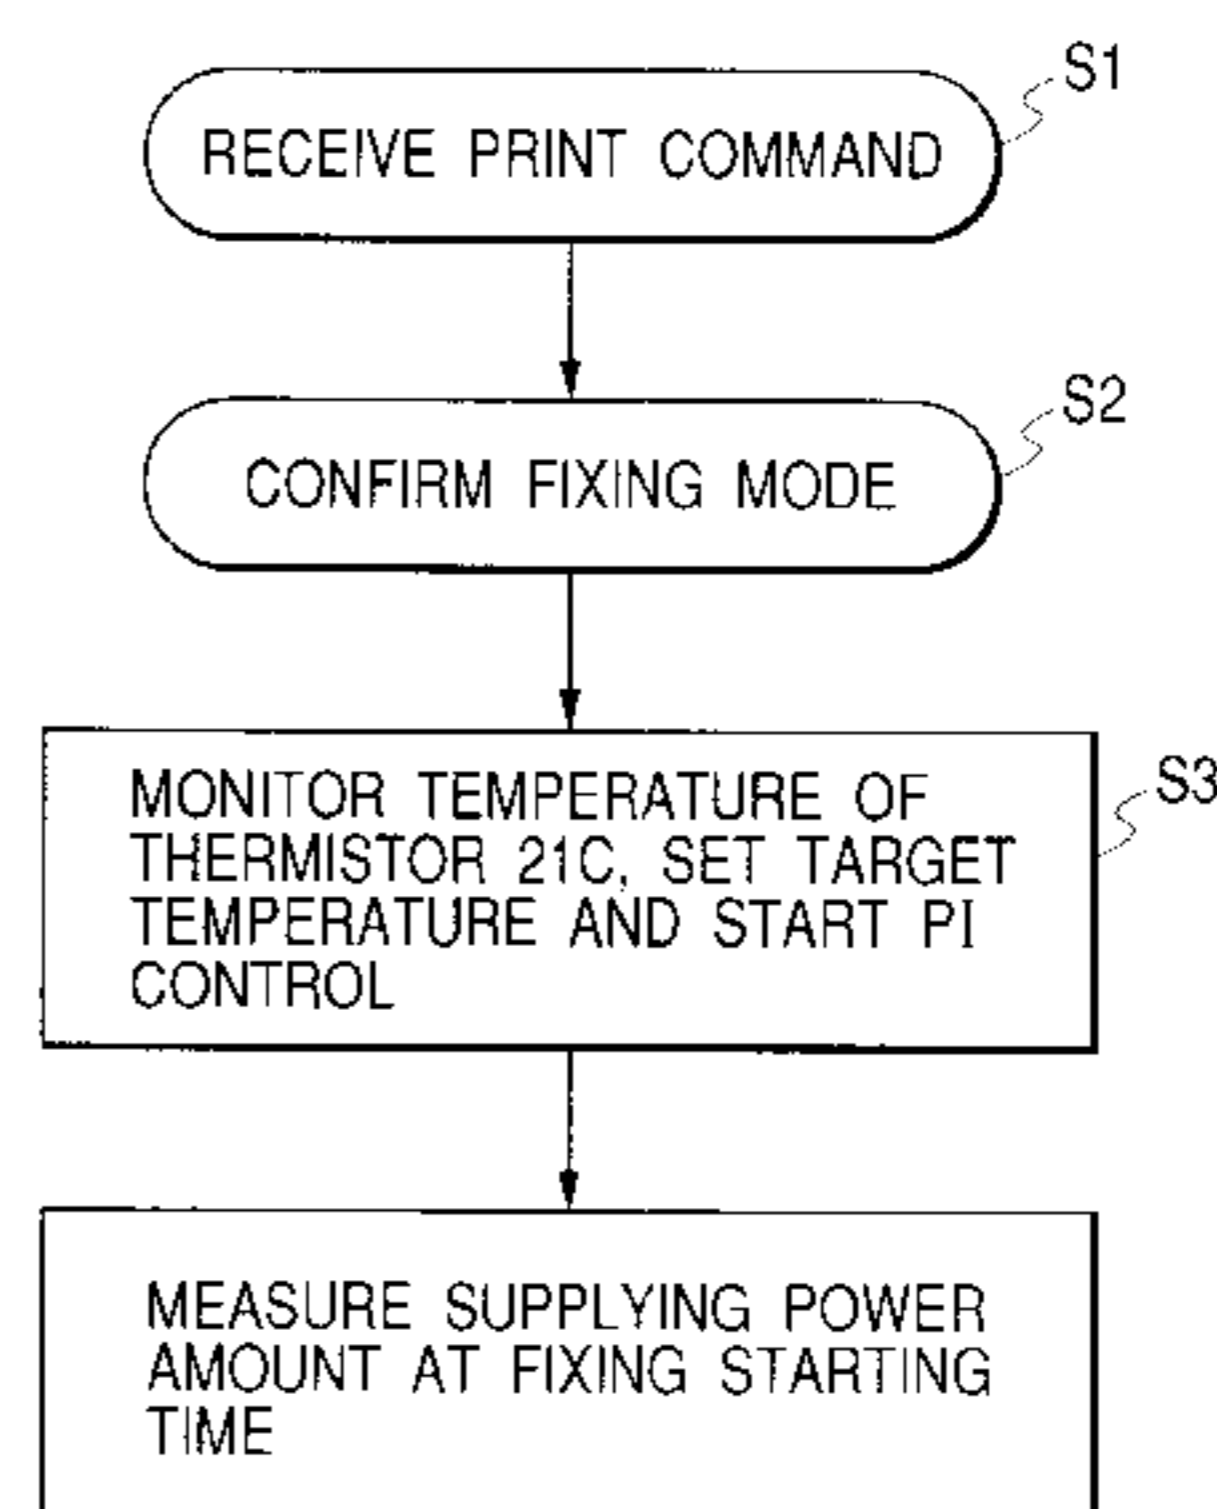 S1
RECEIVE PRINT COMMAND
S2
CONFIRM FIXING MODE
S3
MONITOR TEMPERATURE OF
THERMISTOR 21C, SET TARGET
TEMPERATURE AND START PI
CONTROL
MEASURE SUPPLYING POWER
AMOUNT AT FIXING STARTING
TIME